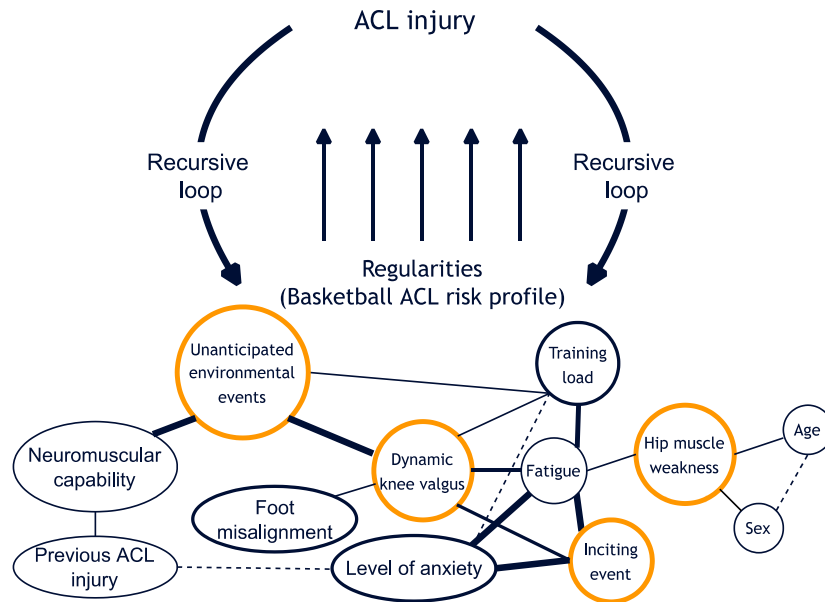 ACL injury
Recursive
loop
Recursive
loop
Regularities
(Basketball ACL risk profile)
Unanticipated
environmental
events
Training
load
Neuromuscular
capability
Dynamic
knee valgus
Fatigue
Hip muscle
weakness
Age
Foot
misalignment
Sex
Previous ACL
injury
Level of anxiety
Inciting
event